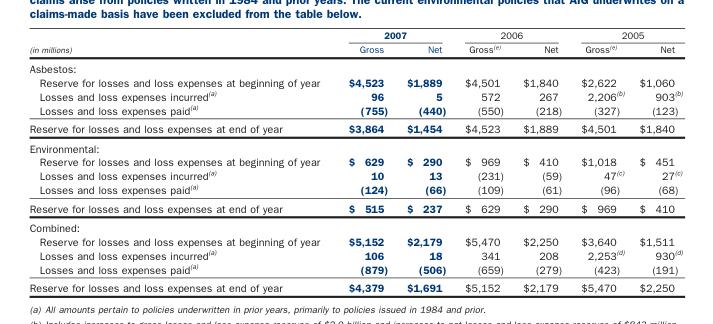 claims arise from policies written in 1984 and prior years. The current environmental policies that AIG underwrites on a
claims-made basis have been excluded from the table below.
2007 2006 2005
(in millions) Gross Net Gross(e) Net Gross(e) Net
Asbestos:
Reserve for losses and loss expenses at beginning of year $4,523 $1,889 $4,501 $1,840 $2,622 $1,060
Losses and loss expenses incurred(a) 96 5 572 267 2,206(b) 903(b)
Losses and loss expenses paid(a) (755) (440) (550) (218) (327) (123)
Reserve for losses and loss expenses at end of year $3,864 $1,454 $4,523 $1,889 $4,501 $1,840
Environmental:
Reserve for losses and loss expenses at beginning of year $ 629 $ 290 $ 969 $ 410 $1,018 $ 451
Losses and loss expenses incurred(a) 10 13 (231) (59) 47(c) 27(c)
Losses and loss expenses paid(a) (124) (66) (109) (61) (96) (68)
Reserve for losses and loss expenses at end of year $ 515 $ 237 $ 629 $ 290 $ 969 $ 410
Combined:
Reserve for losses and loss expenses at beginning of year $5,152 $2,179 $5,470 $2,250 $3,640 $1,511
Losses and loss expenses incurred(a) 106 18 341 208 2,253(d) 930(d)
Losses and loss expenses paid(a) (879) (506) (659) (279) (423) (191)
Reserve for losses and loss expenses at end of year $4,379 $1,691 $5,152 $2,179 $5,470 $2,250
(a) All amounts pertain to policies underwritten in prior years, primarily to policies issued in 1984 and prior.